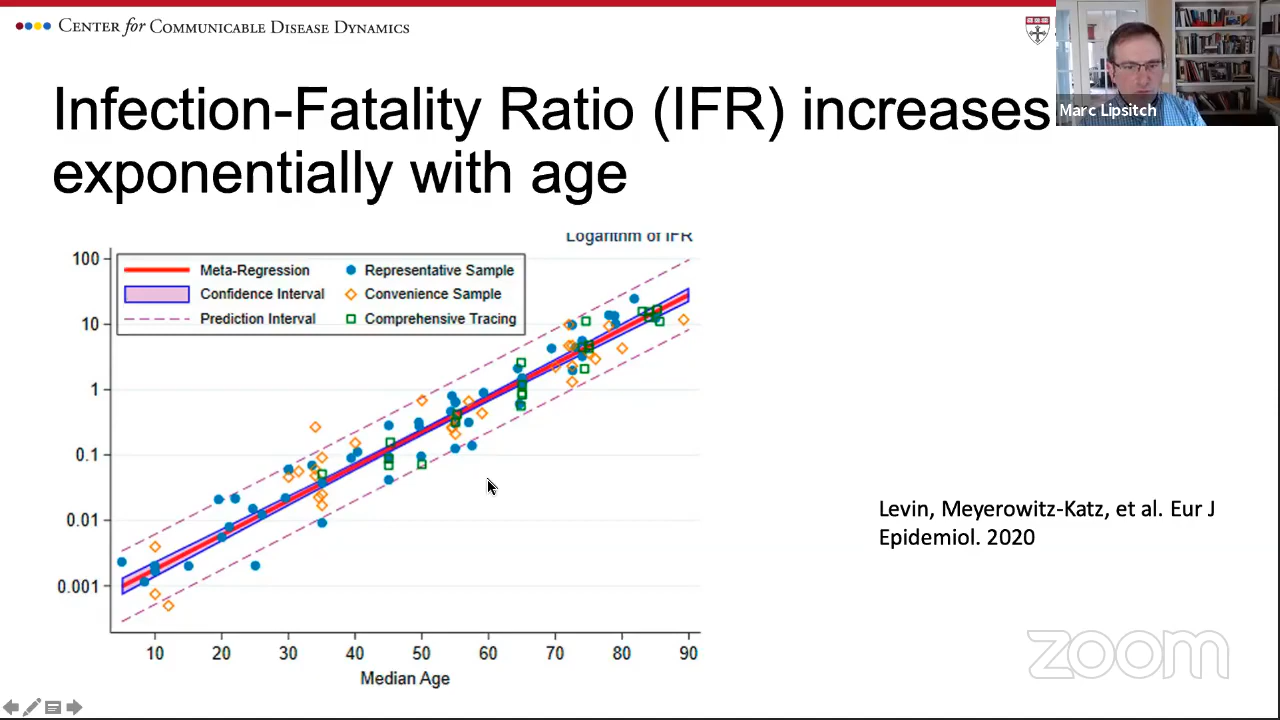 CENTER for COMMUNICABLE DISEASE DYNAMICS
Marc Lipsitch
Infection-Fatality Ratio (IFR) increases
exponentially with age
Logarithm of IFR
Meta-Regression
Representative Sample
Confidence Interval
Convenience Sample
Prediction Interval
Comprehensive Tracing
100
10
1
0.1
0.01
0.001
10 20 30 40 50 60 70 80 90
Median Age
Levin, Meyerowitz-Katz, et al. Eur J
Epidemiol. 2020
zoom